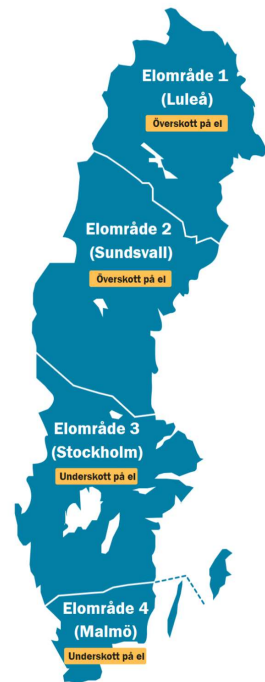 Elområde 1
(Luleå)
Överskott på el
Elområde 2
(Sundsvall)
Överskott på el
Elområde 3
(Stockholm)
Underskott på el
Elområde 4
(Malmö)
Underskott på el